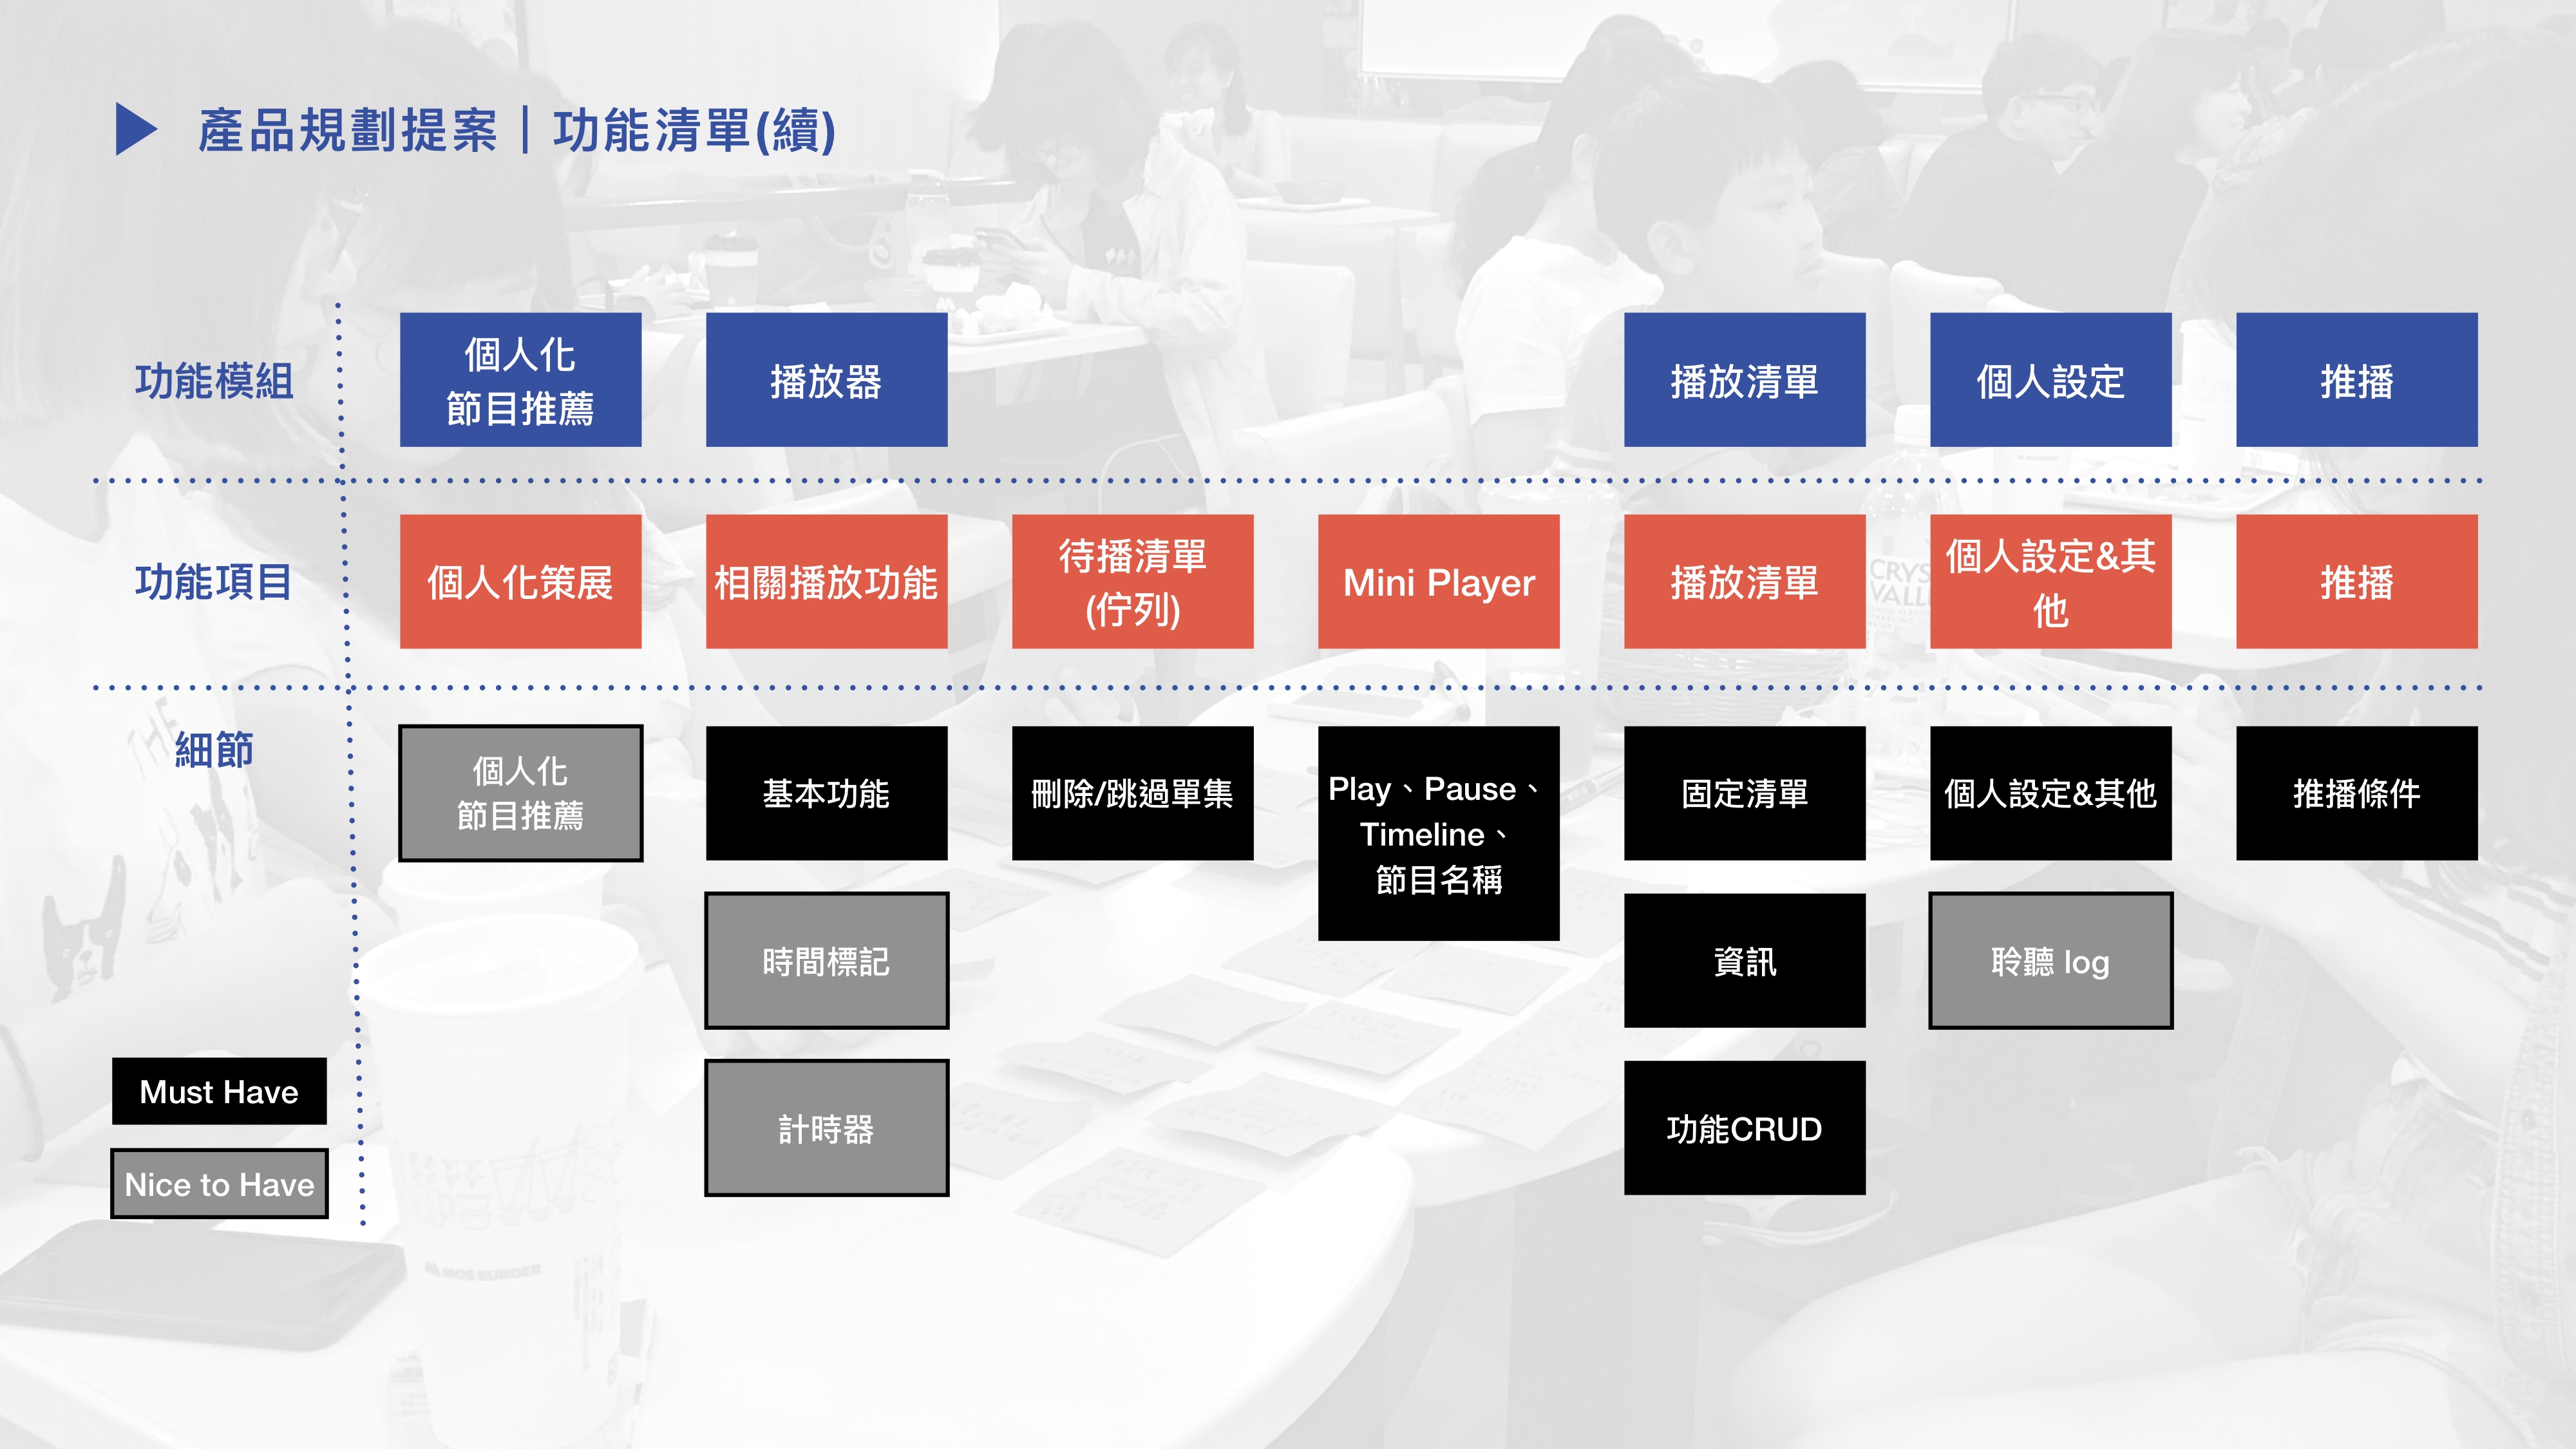 產品規劃提案｜功能清單(續)
功能模組
個人化
節目推薦
播放器
播放清單
個人設定
推播
功能項目
個人化策展
相關播放功能
待播清單
(佇列)
Mini Player
播放清單
個人設定&其
他
推播
細節
個人化
節目推薦
基本功能
刪除/跳過單集
Play、Pause、
Timeline、
節目名稱
固定清單
個人設定&其他
推播條件
時間標記
資訊
聆聽 log
計時器
功能CRUD
Must Have
Nice to Have
MOS BURGER